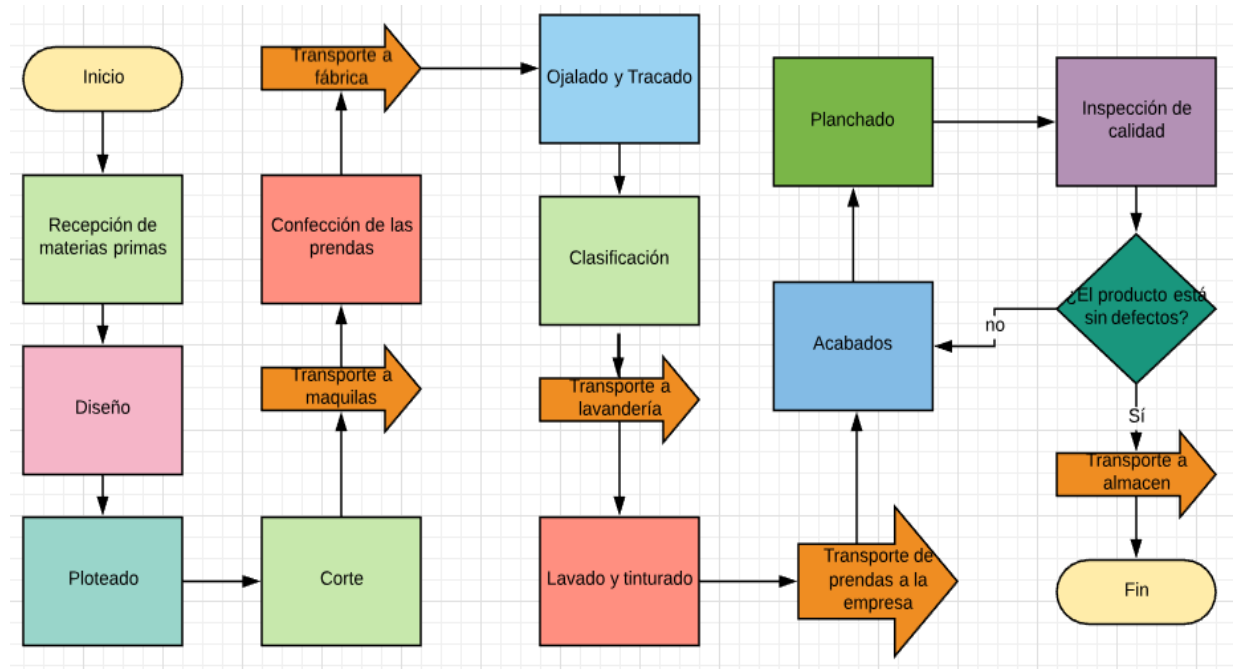 Inicio
Recepción de
materias primas
Diseño
Ploteado
Corte
Transporte a
maquilas
Confección de las
prendas
Transporte a
fábrica
Ojalado y Tracado
Clasificación
Transporte a
lavandería
Lavado y tinturado
Transporte de
prendas a la
empresa
Acabados
Planchado
Inspección de
calidad
¿El producto está
sin defectos?
no
Sí
Transporte a
almacen
Fin